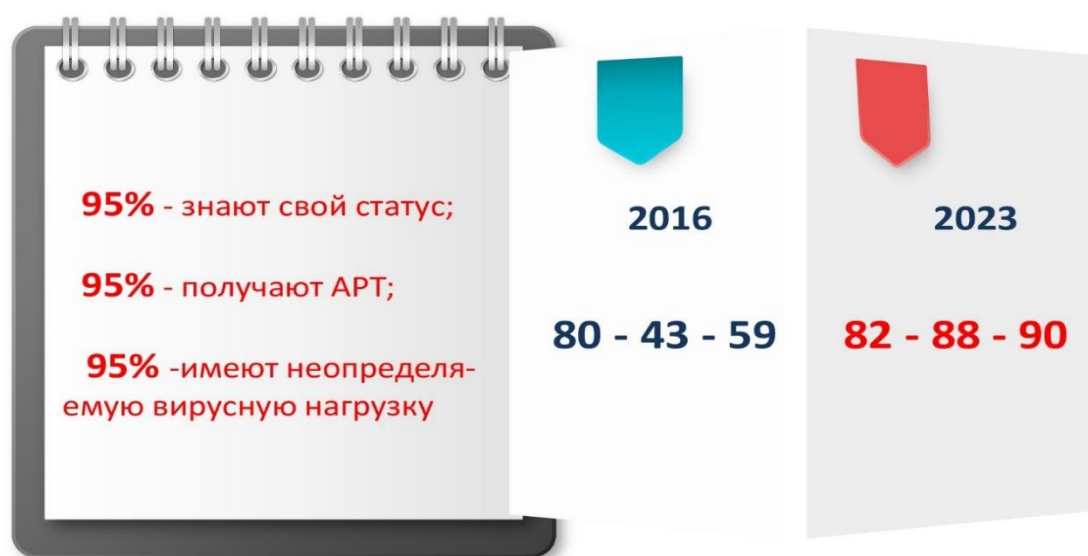 95% - знают свой статус;
95% - получают АРТ;
95% -имеют неопределя-
емую вирусную нагрузку
2016
80 - 43 - 59
2023
82 - 88 - 90